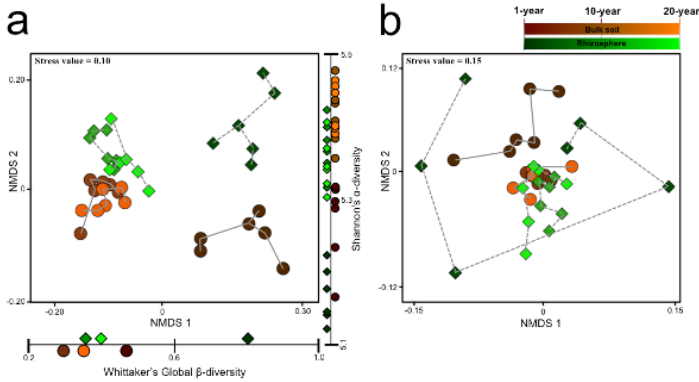 a
Stress value = 0.10
0.20
0
-0.20
NMDS 2
-0.20
0
0.30
NMDS 1
5.5
5.3
5.1
Shannon's α-diversity
0.2
0.6
1.0
Whittaker's Global β-diversity
b
1-year
10-year
20-year
Bulk soil
Rhizosphere
Stress value = 0.15
0.12
0
-0.12
NMDS 2
-0.15
0
0.15
NMDS 1